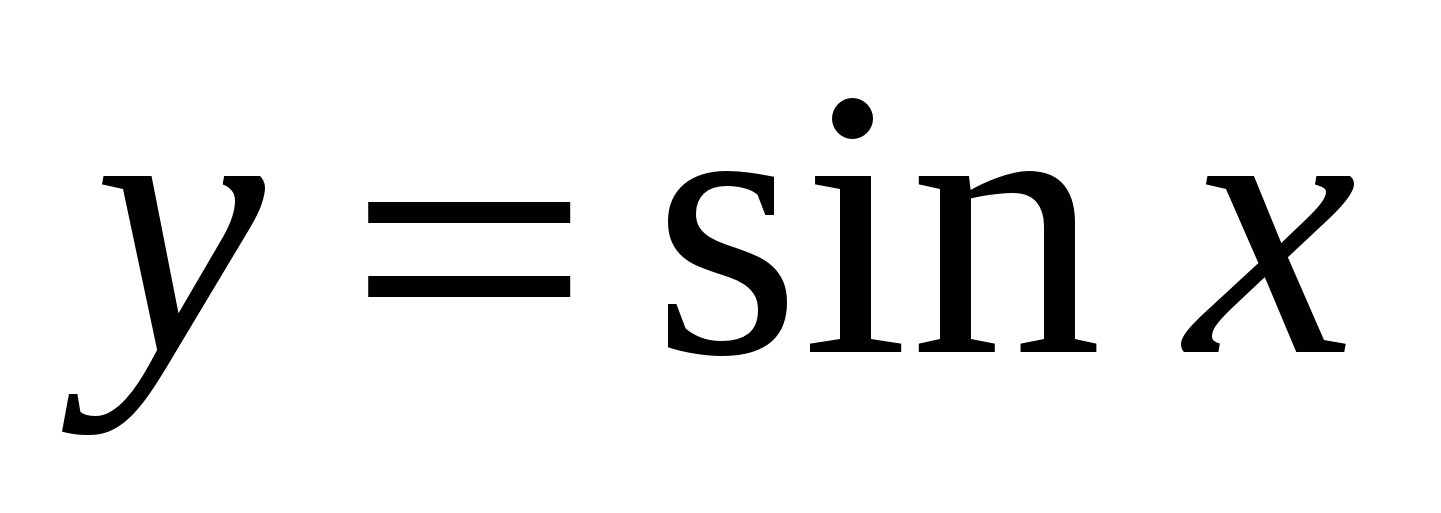 y = sin x